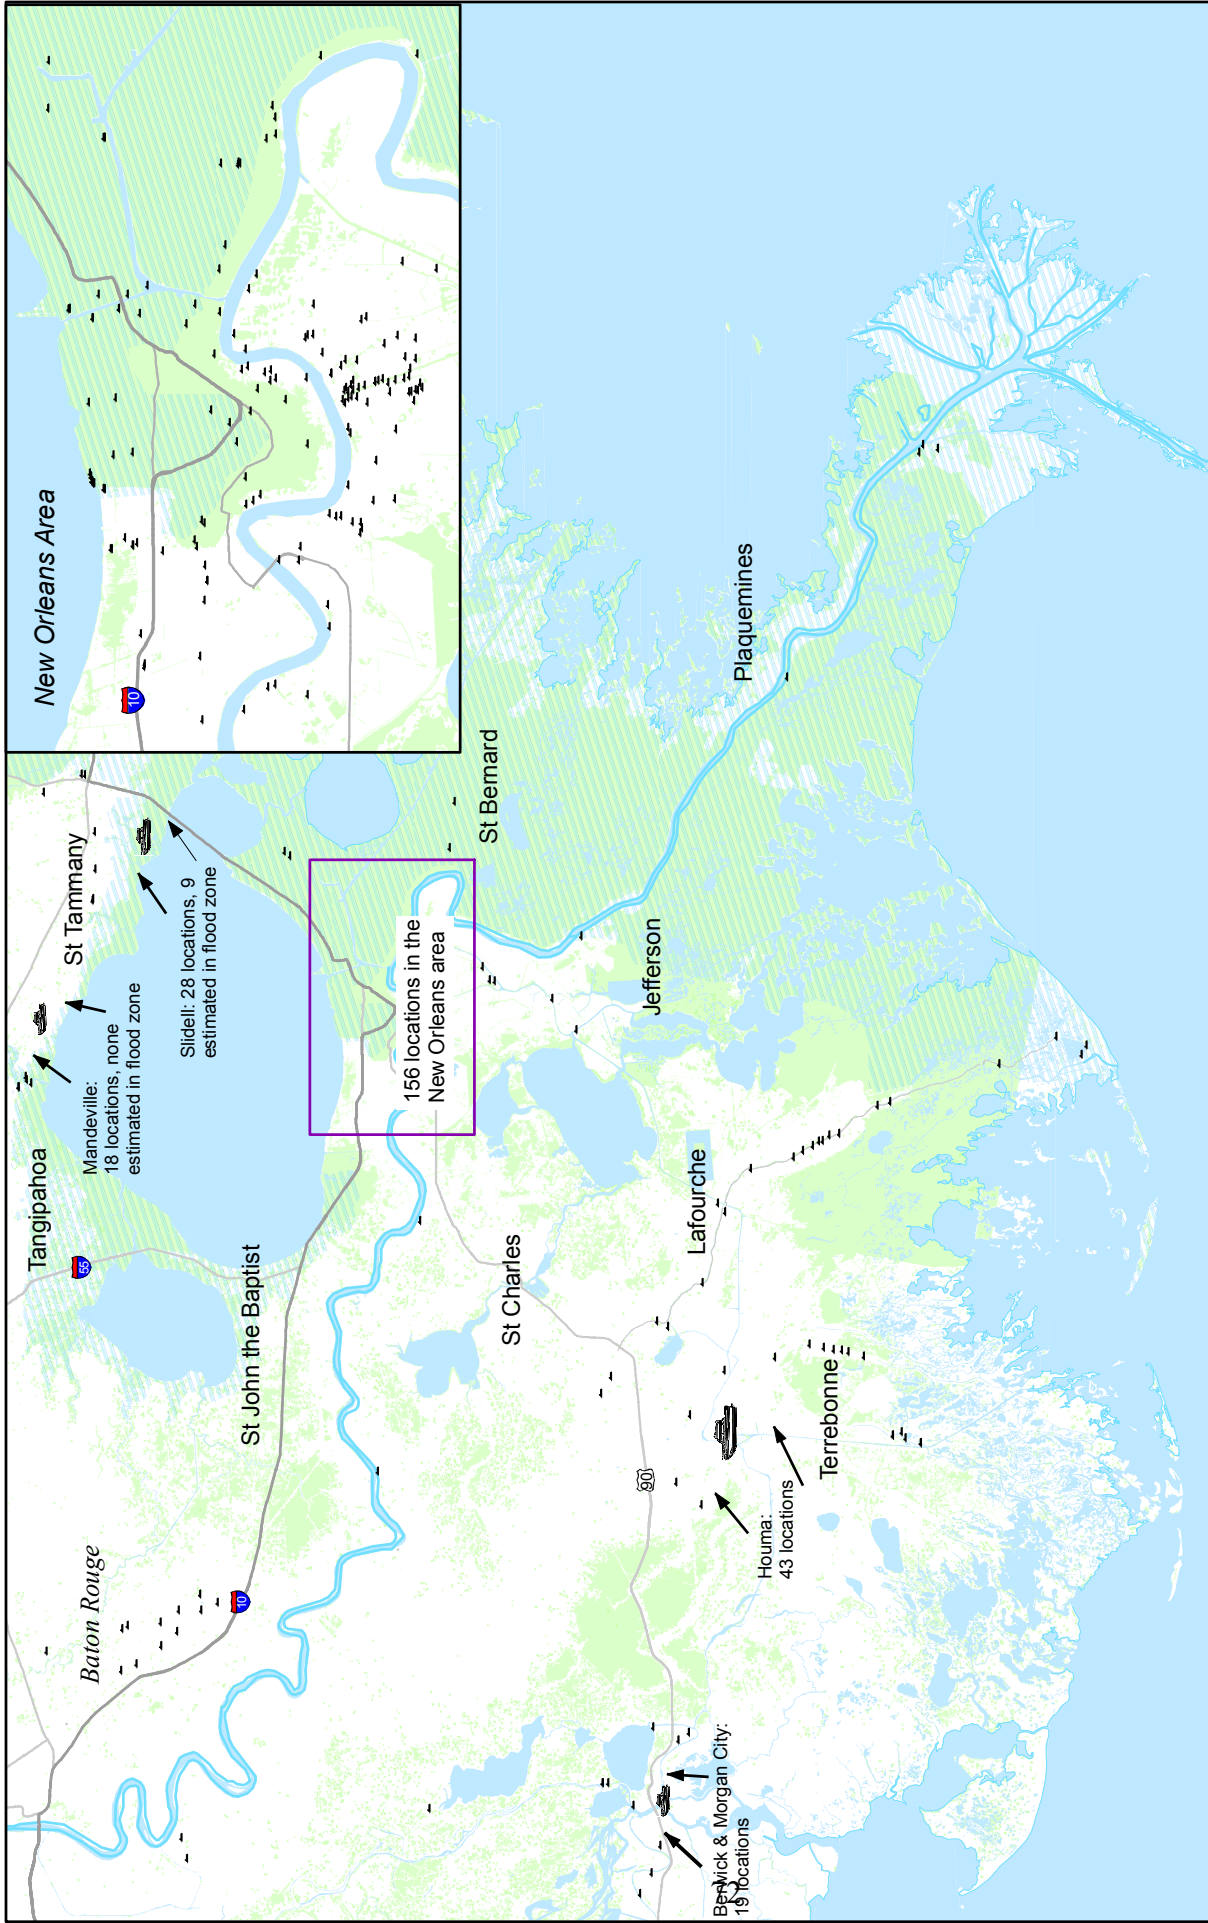 New Orleans Area
10
St Tammany
Mandeville:
18 locations, none
estimated in flood zone
Slidell: 28 locations, 9
estimated in flood zone
Tangipahoa
55
St John the Baptist
Baton Rouge
10
156 locations in the
New Orleans area
St Bernard
St Charles
Plaquemines
Jefferson
Lafourche
90
Houma:
43 locations
Terrebonne
Berwick & Morgan City:
19 locations
2